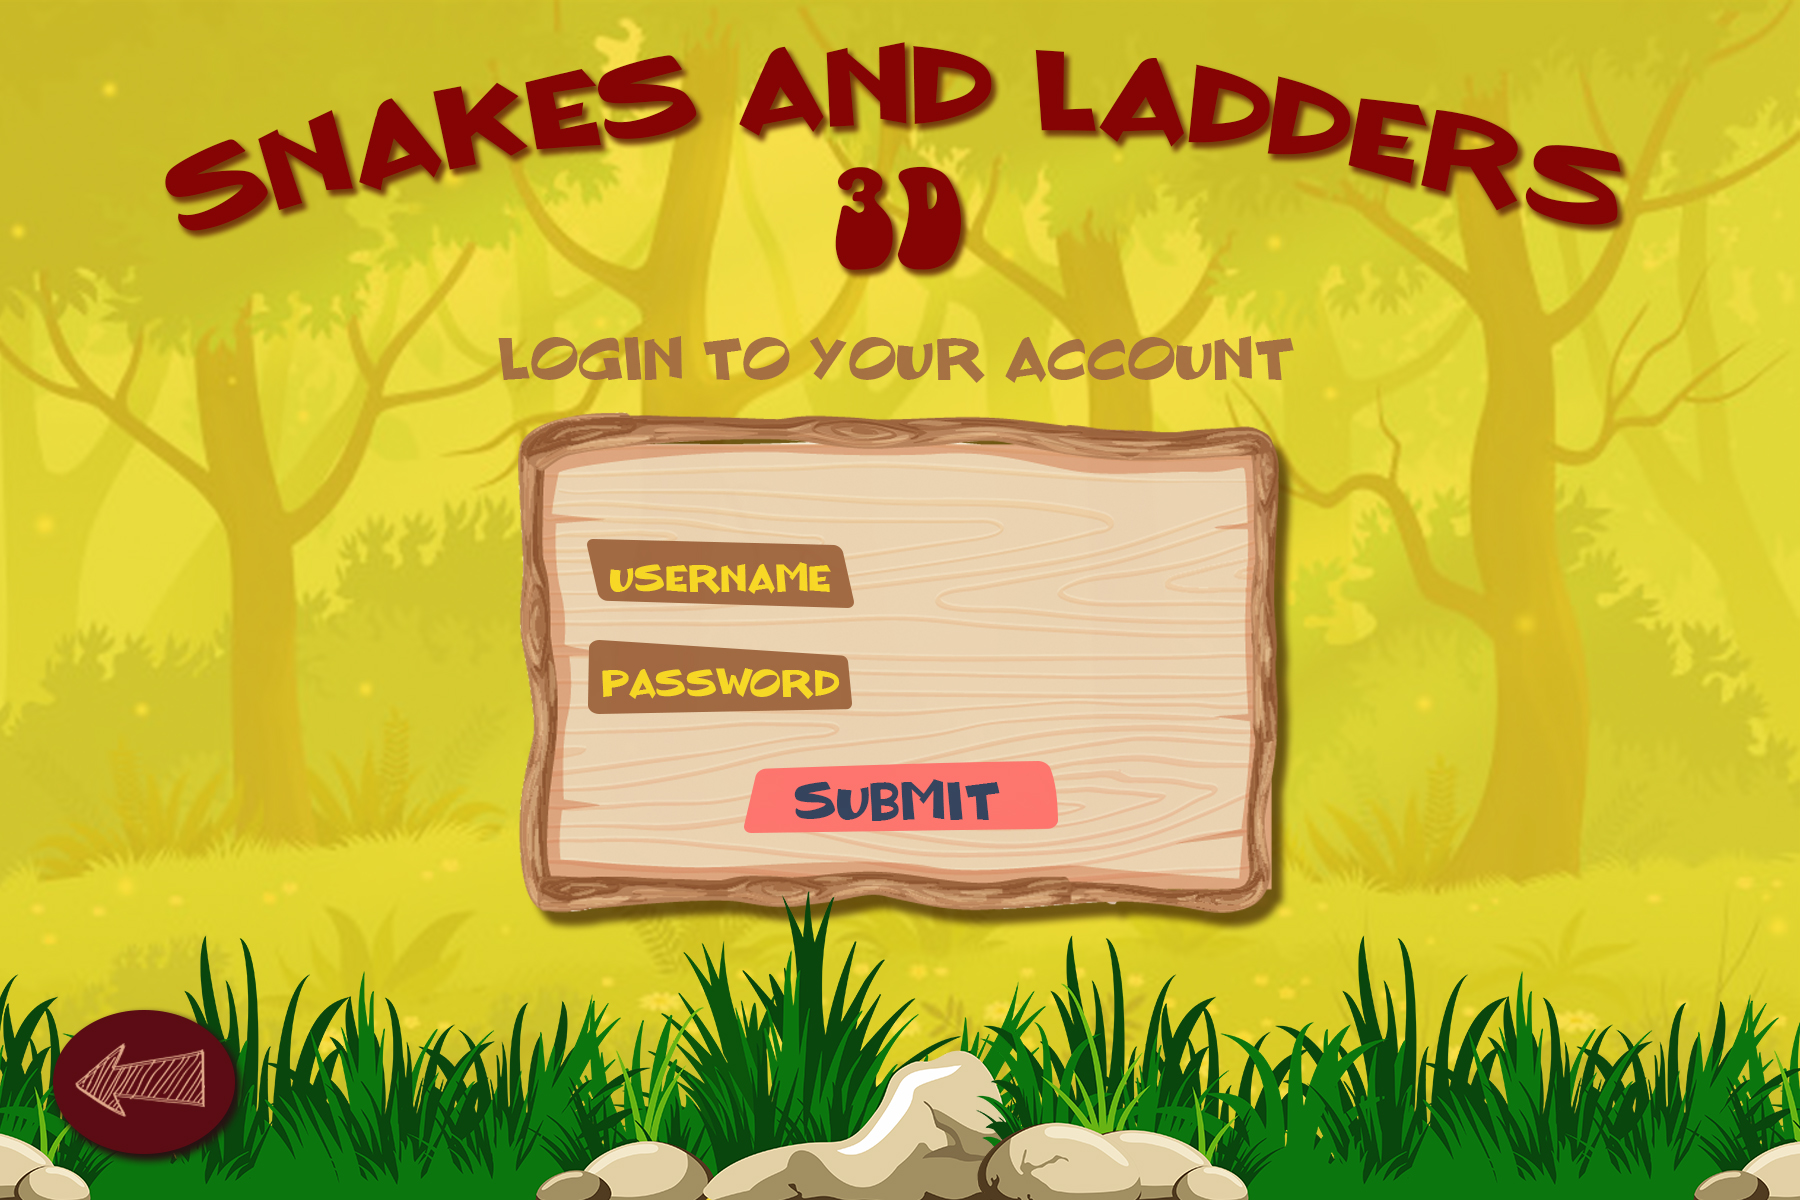 SNAKES AND LADDERS
3D
LOGIN TO YOUR ACCOUNT
USERNAME
PASSWORD
SUBMIT